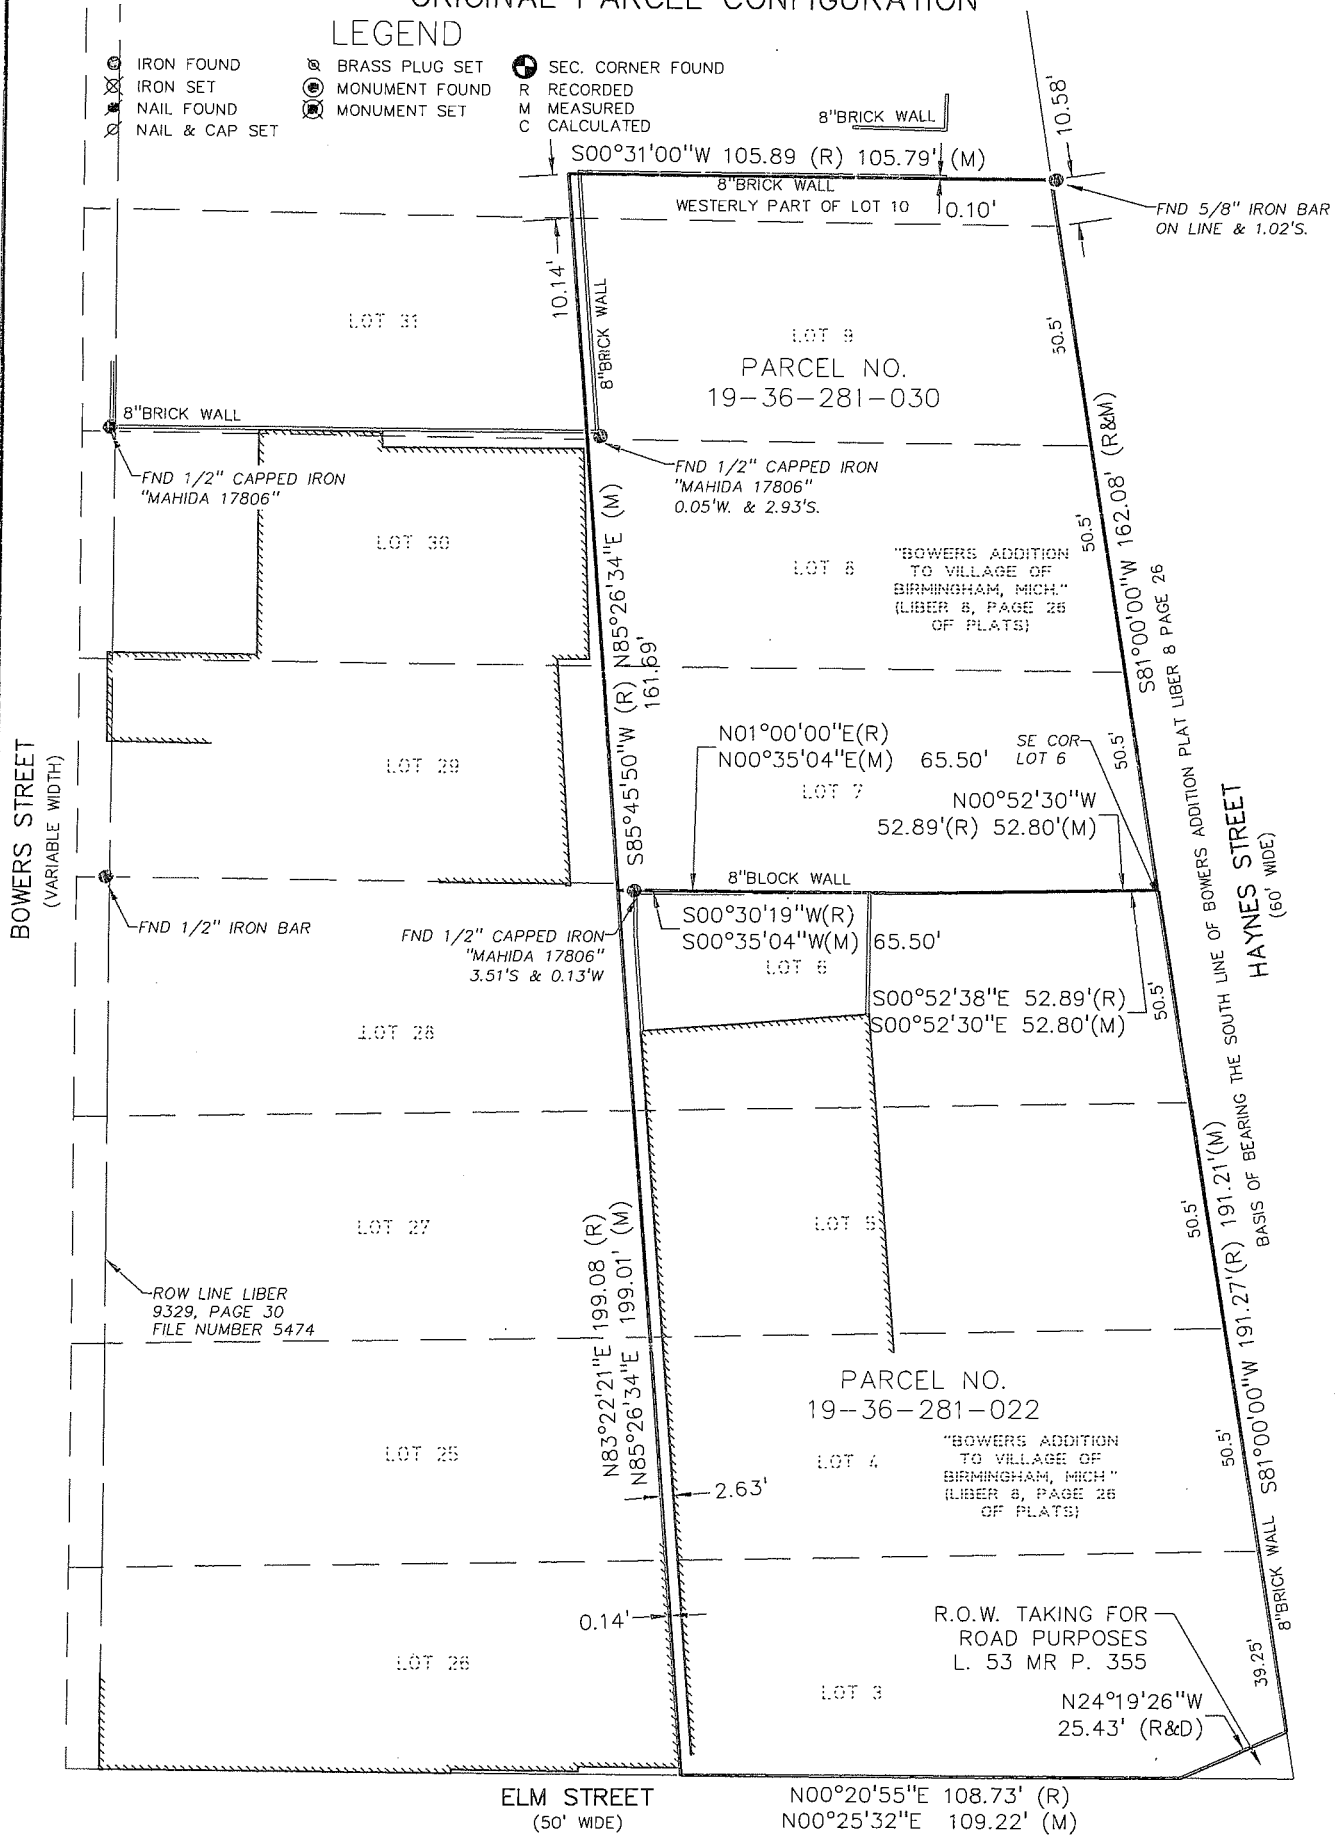 ORIGINAL PARCEL CONFIGURATION
LEGEND
IRON FOUND
IRON SET
NAIL FOUND
NAIL & CAP SET
BRASS PLUG SET
MONUMENT FOUND
MONUMENT SET
SEC. CORNER FOUND
R RECORDED
M MEASURED
C CALCULATED
8"BRICK WALL
10.58'
S00°31'00"W 105.89 (R) 105.79' (M)
8"BRICK WALL
WESTERLY PART OF LOT 10
0.10'
FND 5/8" IRON BAR
ON LINE & 1.02'S.
10.14'
8"BRICK WALL
LOT 31
LOT 9
PARCEL NO.
19-36-281-030
50.5'
8"BRICK WALL
FND 1/2" CAPPED IRON
"MAHIDA 17806"
FND 1/2" CAPPED IRON
"MAHIDA 17806"
0.05'W. & 2.93'S.
LOT 30
LOT 8
"BOWERS ADDITION
TO VILLAGE OF
BIRMINGHAM, MICH."
(LIBER 8, PAGE 26
OF PLATS)
50.5'
S81°00'00"W 162.08' (R&M)
S85°45'50"W (R) N85°26'34"E (M)
161.69'
BOWERS STREET
(VARIABLE WIDTH)
LOT 29
N01°00'00"E(R)
N00°35'04"E(M) 65.50'
LOT 7
SE COR
LOT 6
50.5'
N00°52'30"W
52.89'(R) 52.80'(M)
HAYNES STREET
(60' WIDE)
8"BLOCK WALL
FND 1/2" IRON BAR
FND 1/2" CAPPED IRON
"MAHIDA 17806"
3.51'S & 0.13'W
S00°30'19"W(R)
S00°35'04"W(M) 65.50'
LOT 6
S00°52'38"E 52.89'(R)
S00°52'30"E 52.80'(M)
50.5'
BASIS OF BEARING THE SOUTH LINE OF BOWERS ADDITION PLAT LIBER 8 PAGE 26
LOT 28
LOT 27
LOT 5
50.5'
ROW LINE LIBER
9329, PAGE 30
FILE NUMBER 5474
N83°22'21"E 199.08 (R)
N85°26'34"E 199.01' (M)
S81°00'00"W 191.27'(R) 191.21'(M)
PARCEL NO.
19-36-281-022
LOT 25
LOT 4
"BOWERS ADDITION
TO VILLAGE OF
BIRMINGHAM, MICH"
(LIBER 8, PAGE 26
OF PLATS)
50.5'
2.63'
8"BRICK WALL
0.14'
LOT 26
LOT 3
R.O.W. TAKING FOR
ROAD PURPOSES
L. 53 MR P. 355
39.25'
N24°19'26"W
25.43' (R&D)
ELM STREET
(50' WIDE)
N00°20'55"E 108.73' (R)
N00°25'32"E 109.22' (M)